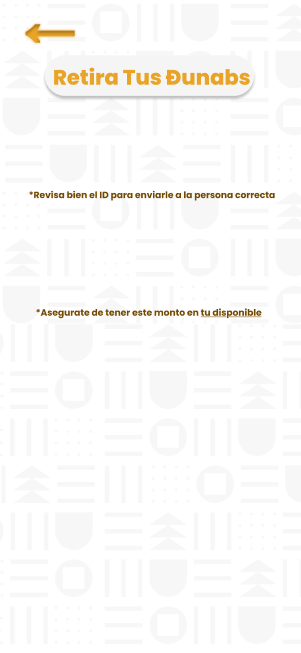 Retira Tus Đunabs
*Revisa bien el ID para enviarle a la persona correcta
*Asegurate de tener este monto en tu disponible